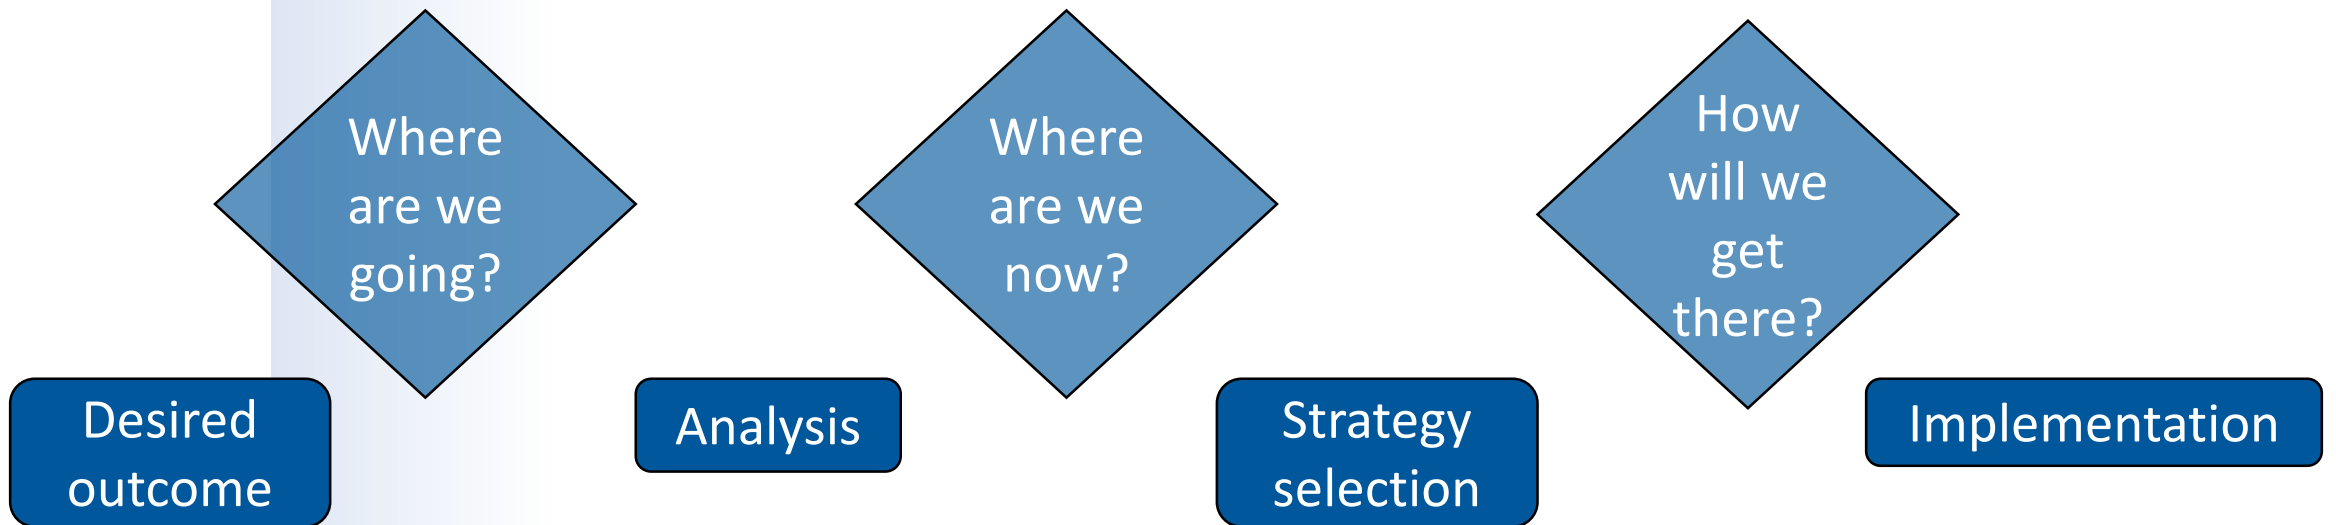 Where
are we
going?
Where
are we
now?
How
will we
get
there?
Desired
outcome
Analysis
Strategy
selection
Implementation